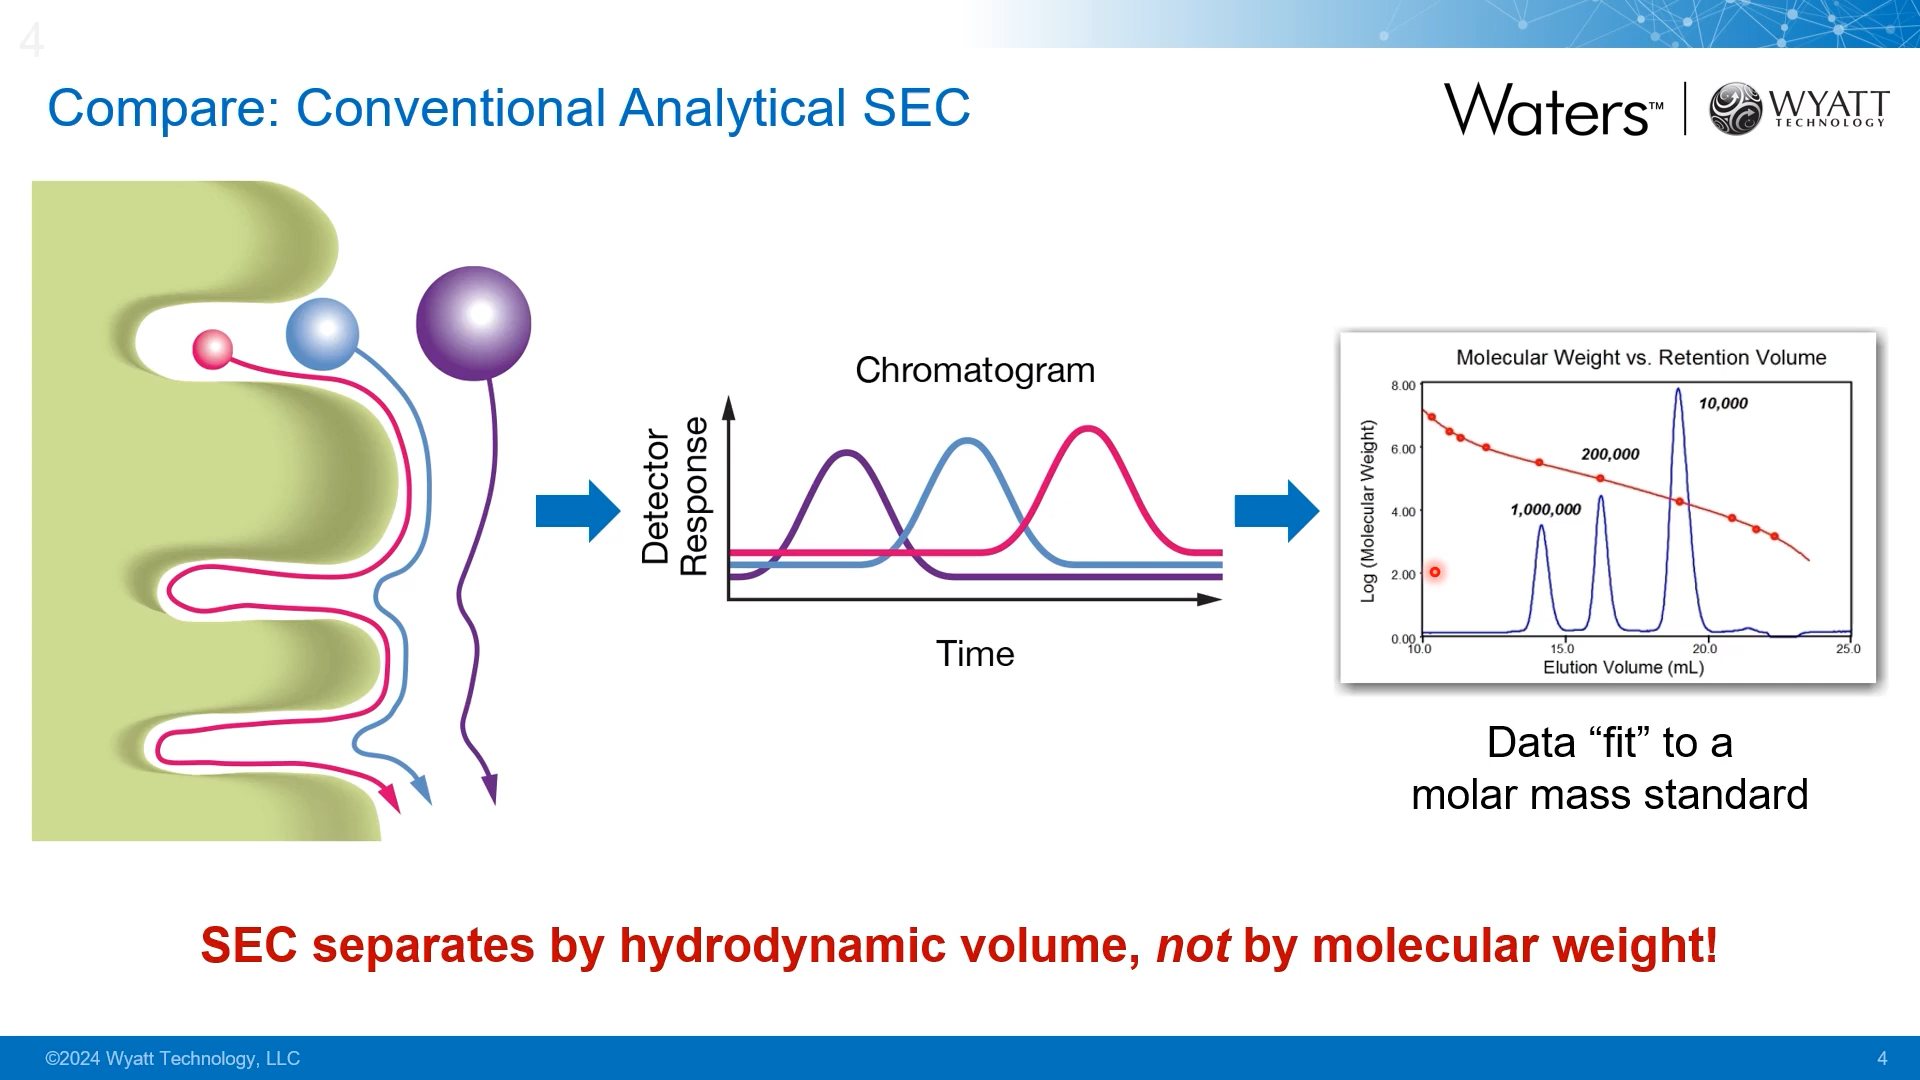 4
Compare: Conventional Analytical SEC
Waters™ | WYATT
TECHNOLOGY
Chromatogram
Detector
Response
Time
Molecular Weight vs. Retention Volume
8.00
6.00
4.00
2.00
0.00
Log (Molecular Weight)
10,000
200,000
1,000,000
10.0 15.0 20.0 25.0
Elution Volume (mL)
Data “fit” to a
molar mass standard
SEC separates by hydrodynamic volume, not by molecular weight!
©2024 Wyatt Technology, LLC
4